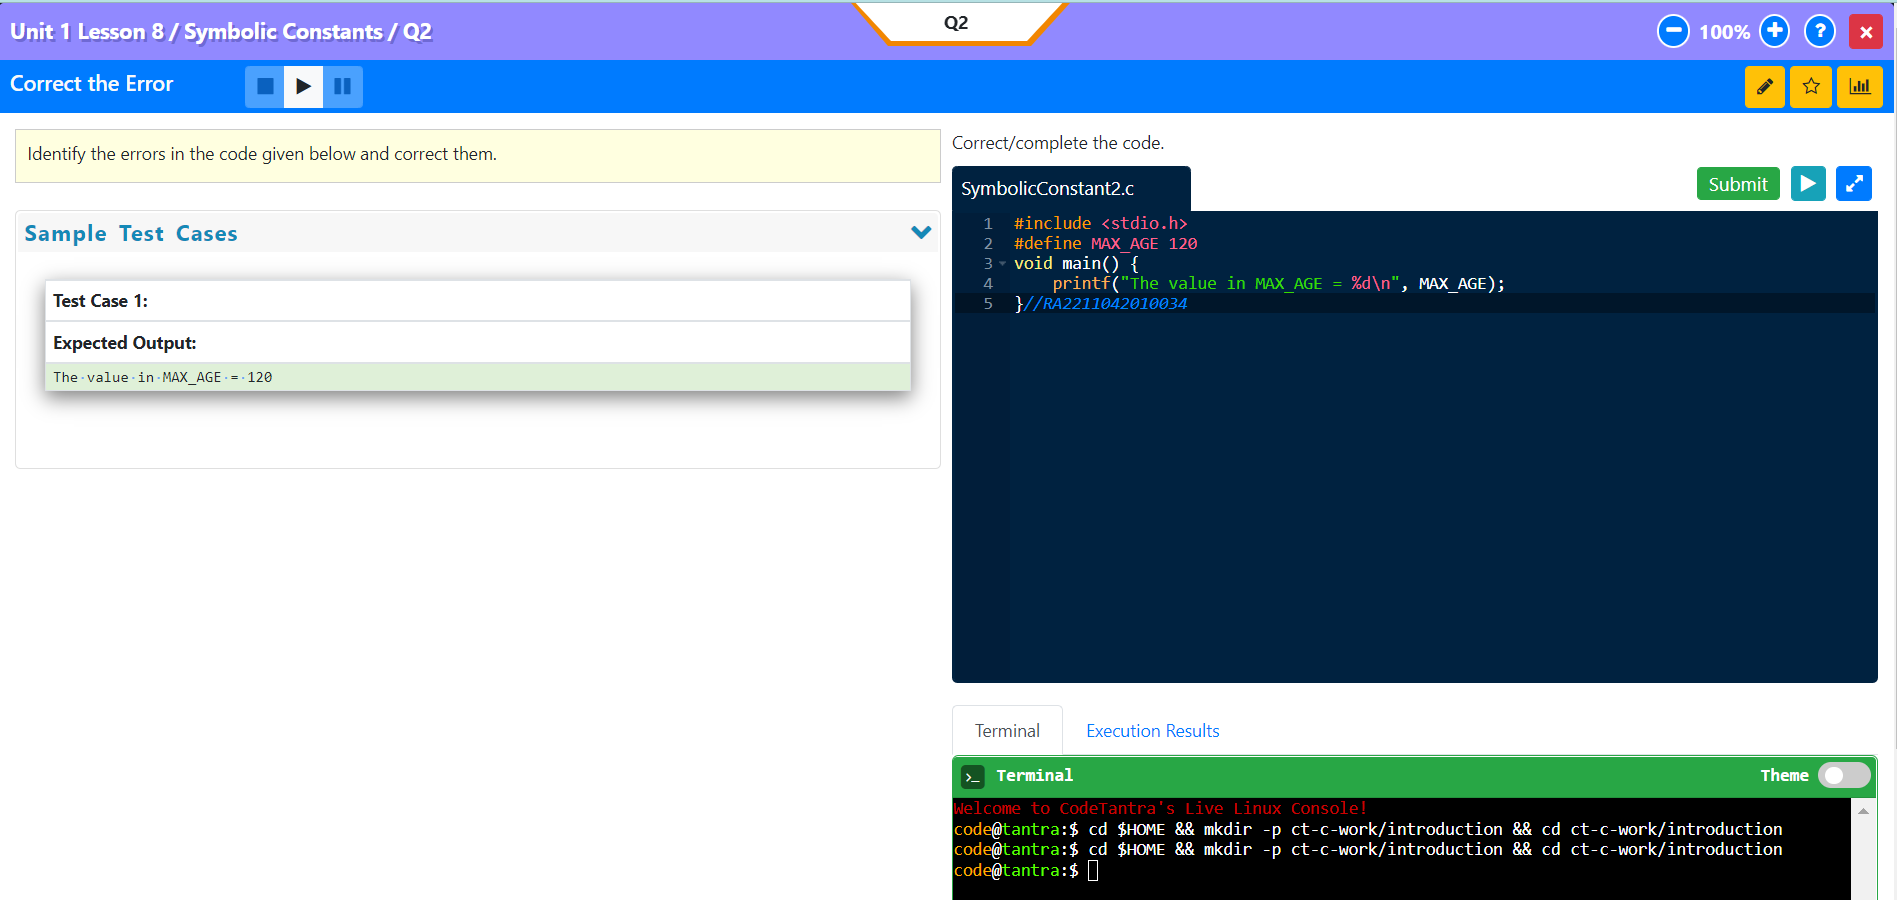 Unit 1 Lesson 8 / Symbolic Constants / Q2
Q2
100%
?
Correct the Error
Identify the errors in the code given below and correct them.
Sample Test Cases
Test Case 1:
Expected Output:
The·value·in·MAX_AGE·=·120
Correct/complete the code.
SymbolicConstant2.c
Submit
1 #include <stdio.h>
2 #define MAX_AGE 120
3 void main() {
4 printf("The value in MAX_AGE = %d\n", MAX_AGE);
5 }//RA2211042010034
Terminal
Execution Results
>_ Terminal
Theme
Welcome to CodeTantra's Live Linux Console!
code@tantra:$ cd $HOME && mkdir -p ct-c-work/introduction && cd ct-c-work/introduction
code@tantra:$ cd $HOME && mkdir -p ct-c-work/introduction && cd ct-c-work/introduction
code@tantra:$